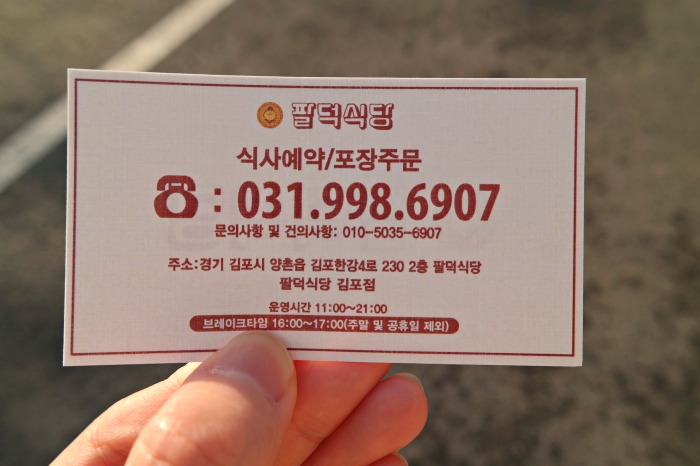 팔덕식당
식사예약/포장주문
☎ : 031.998.6907
문의사항 및 건의사항: 010-5035-6907
주소:경기 김포시 양촌읍 김포한강4로 230 2층 팔덕식당
팔덕식당 김포점
운영시간 11:00~21:00
브레이크타임 16:00~17:00(주말 및 공휴일 제외)